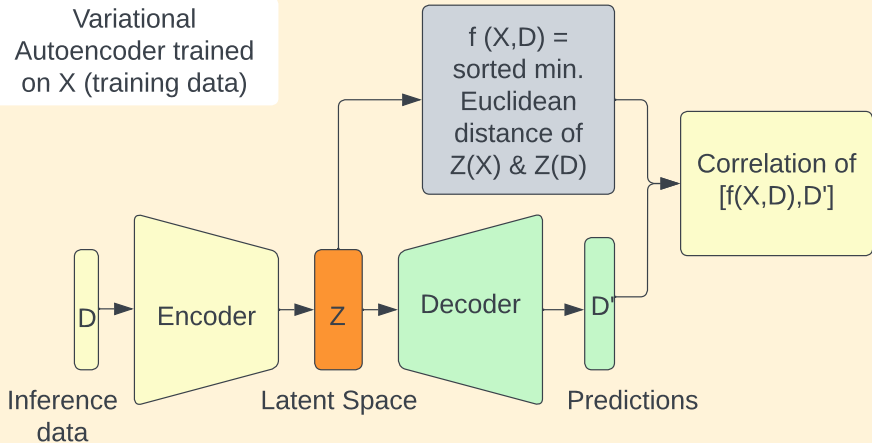 Variational
Autoencoder trained
on X (training data)
f (X,D) =
sorted min.
Euclidean
distance of
Z(X) & Z(D)
Correlation of
[f(X,D),D']
D
Encoder
Z
Decoder
D'
Inference
data
Latent Space
Predictions